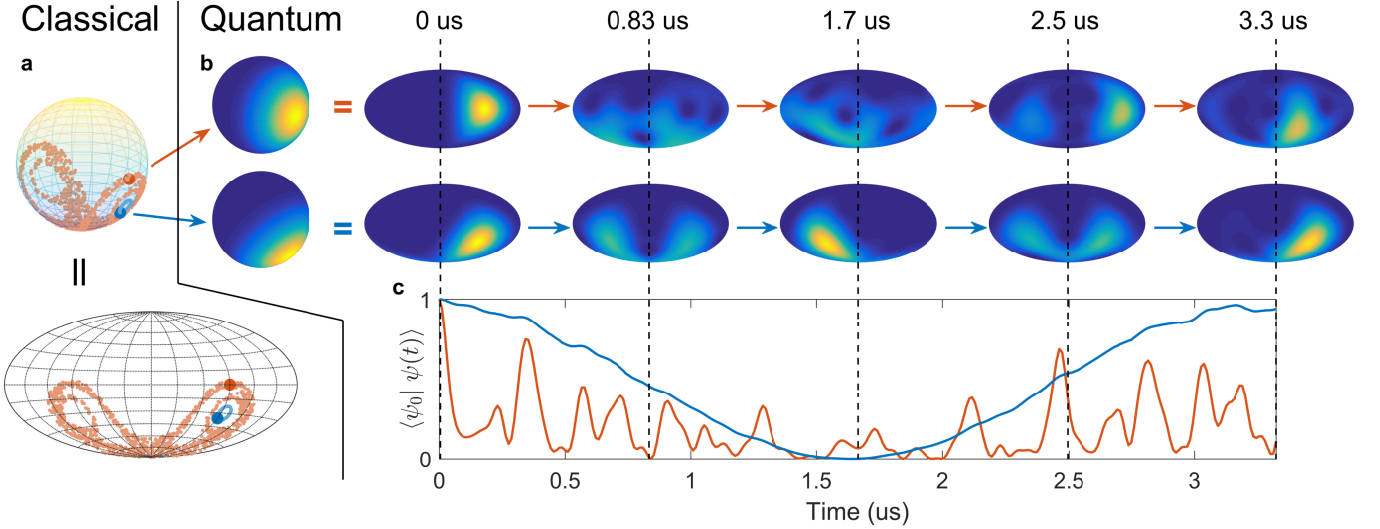 Classical
Quantum
0 us
0.83 us
1.7 us
2.5 us
3.3 us
a
b
=
=
=
c
1
0
⟨ψ₀| ψ(t)⟩
0
0.5
1
1.5
2
2.5
3
Time (us)